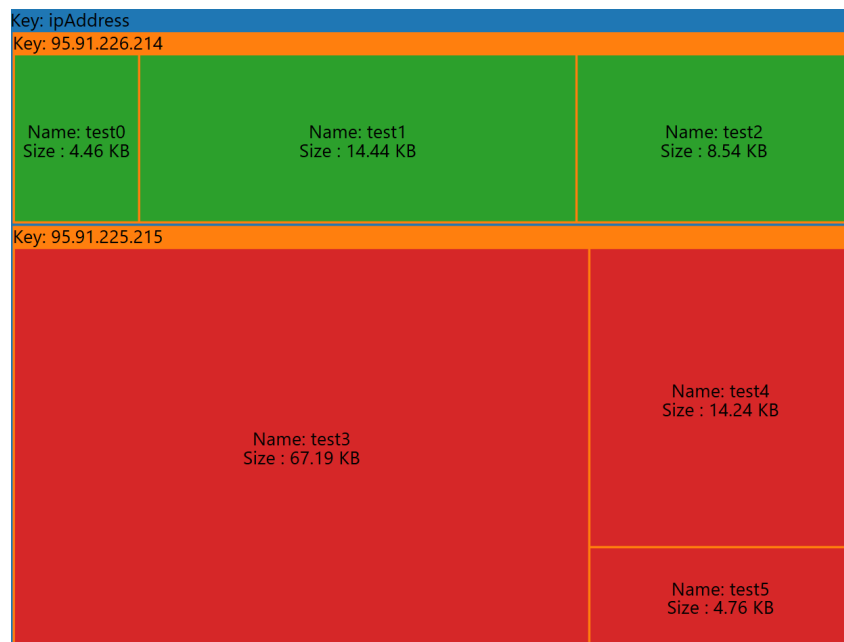 Key: ipAddress
Key: 95.91.226.214
Name: test0
Size : 4.46 KB
Name: test1
Size : 14.44 KB
Name: test2
Size : 8.54 KB
Key: 95.91.225.215
Name: test3
Size : 67.19 KB
Name: test4
Size : 14.24 KB
Name: test5
Size : 4.76 KB